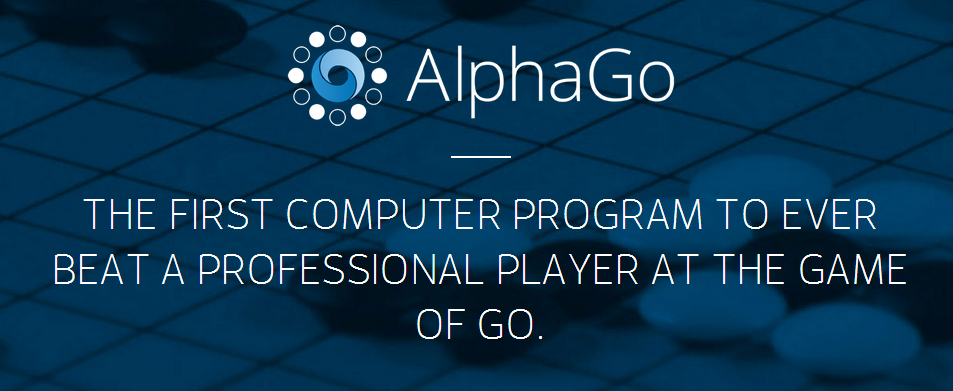 AlphaGo
THE FIRST COMPUTER PROGRAM TO EVER
BEAT A PROFESSIONAL PLAYER AT THE GAME
OF GO.